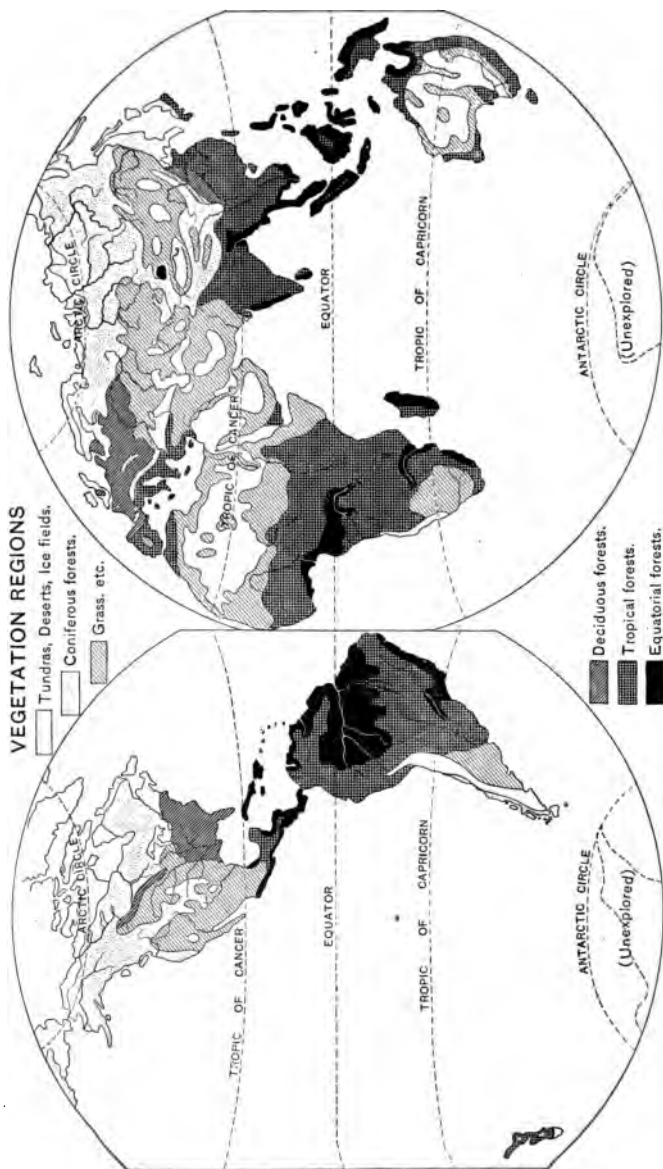 VEGETATION REGIONS
Tundras, Deserts, Ice fields.
Coniferous forests.
Grass. etc.
Deciduous forests.
Tropical forests.
Equatorial forests.
ARCTIC CIRCLE
TROPIC OF CANCER
EQUATOR
TROPIC OF CAPRICORN
ANTARCTIC CIRCLE
(Unexplored)
ARCTIC CIRCLE
TROPIC OF CANCER
EQUATOR
TROPIC OF CAPRICORN
ANTARCTIC CIRCLE
(Unexplored)